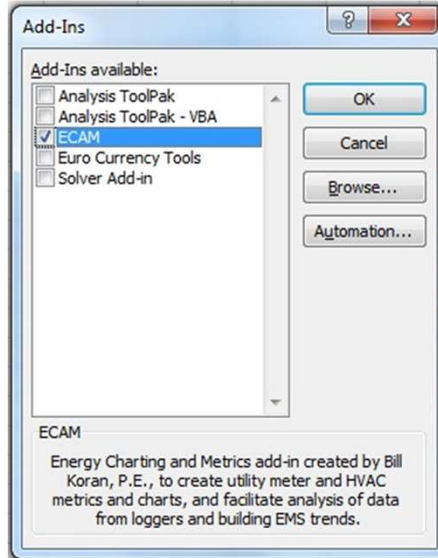 Add-Ins
Add-Ins available:
Analysis ToolPak
Analysis ToolPak - VBA
ECAM
Euro Currency Tools
Solver Add-in
OK
Cancel
Browse...
Automation...
ECAM
Energy Charting and Metrics add-in created by Bill
Koran, P.E., to create utility meter and HVAC
metrics and charts, and facilitate analysis of data
from loggers and building EMS trends.